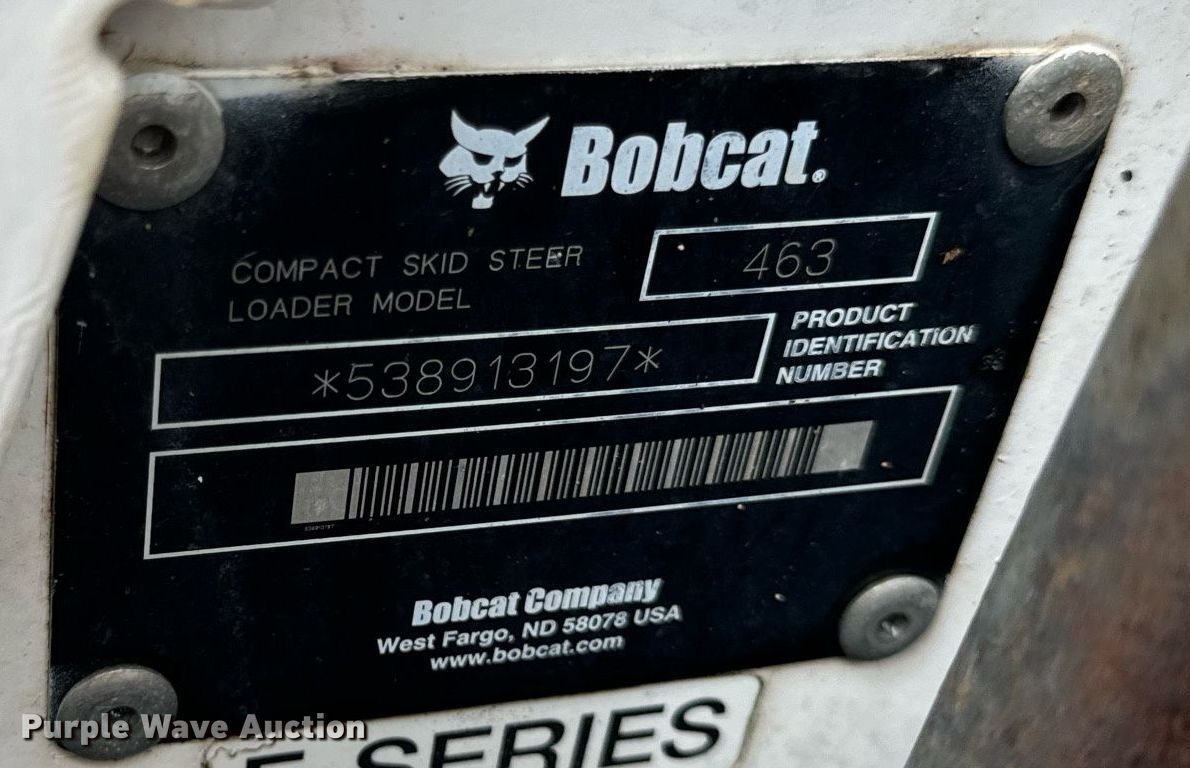 Bobcat®
COMPACT SKID STEER
LOADER MODEL
463
*538913197*
PRODUCT
IDENTIFICATION
NUMBER
Bobcat Company
West Fargo, ND 58078 USA
www.bobcat.com
SERIES
Purple Wave Auction